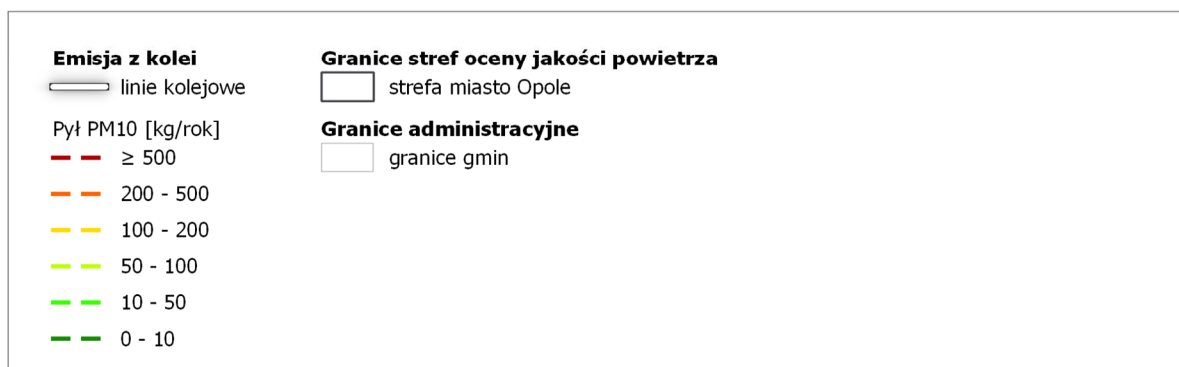 Emisja z kolei
linie kolejowe
Pył PM10 [kg/rok]
≥ 500
200 - 500
100 - 200
50 - 100
10 - 50
0 - 10
Granice stref oceny jakości powietrza
strefa miasto Opole
Granice administracyjne
granice gmin